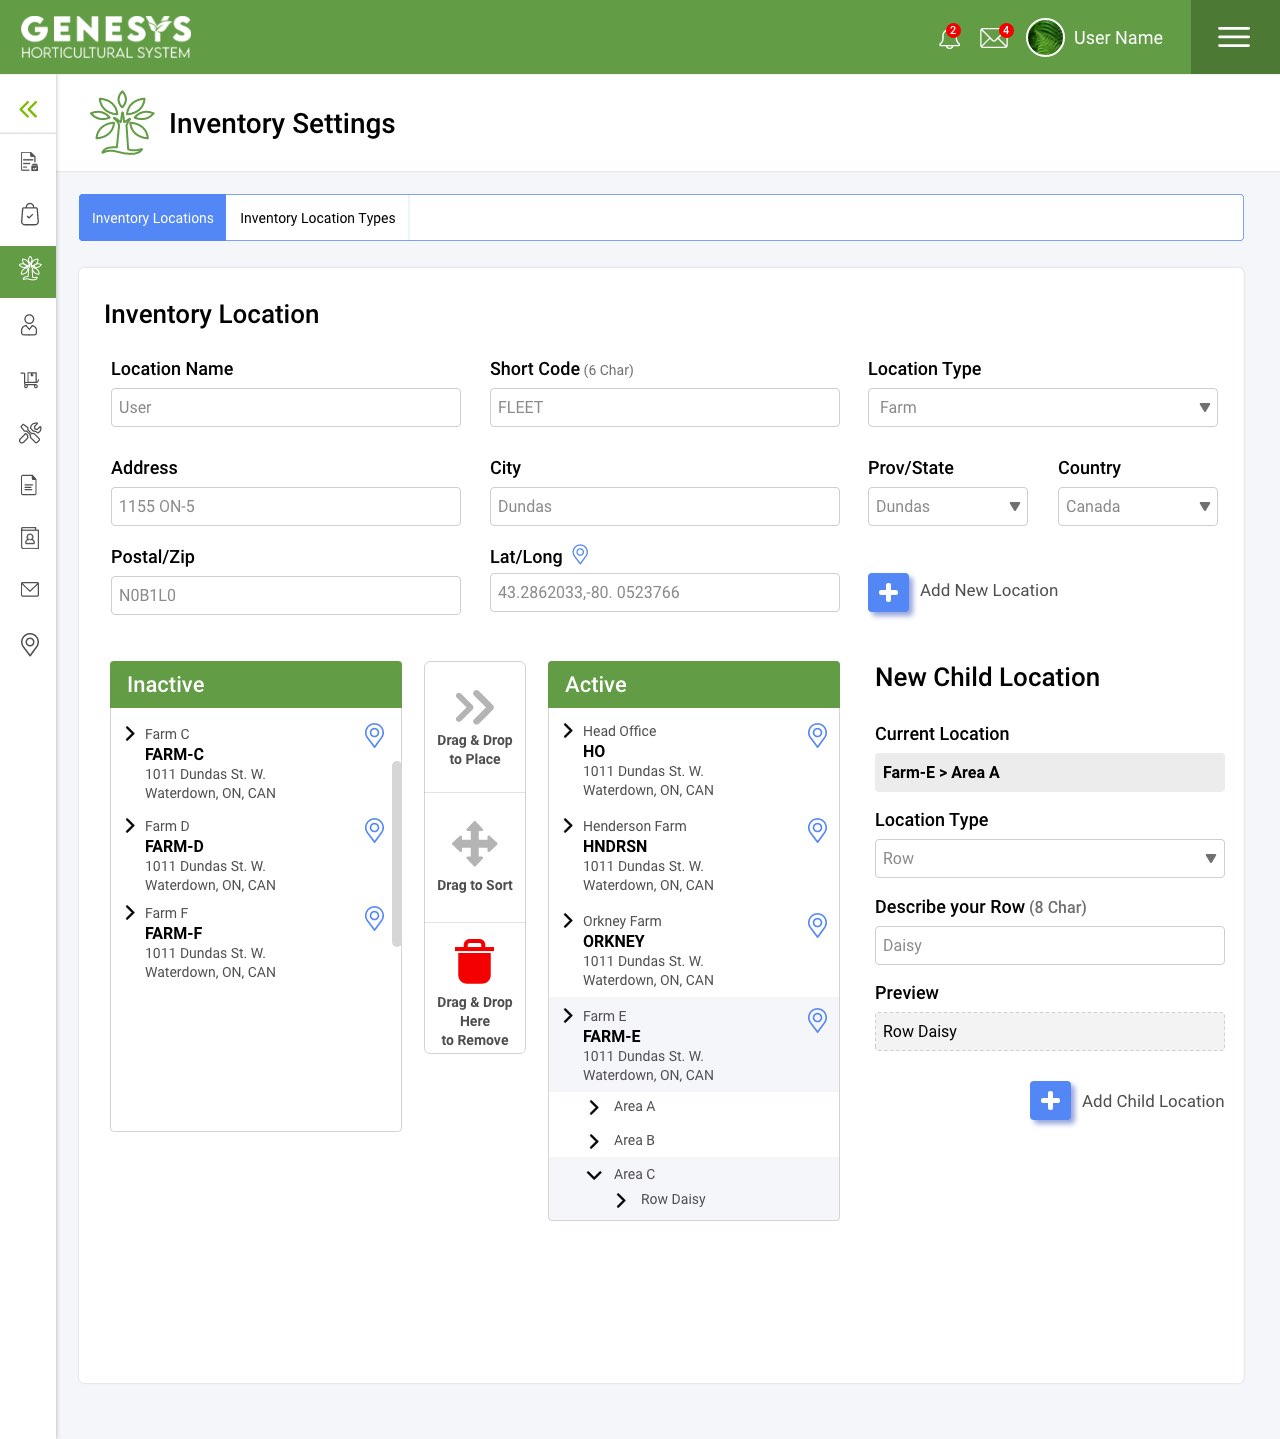 GENESYS
HORTICULTURAL SYSTEM
2
4
User Name
Inventory Settings
Inventory Locations
Inventory Location Types
Inventory Location
Location Name
Short Code (6 Char)
Location Type
User
FLEET
Farm
Address
City
Prov/State
Country
1155 ON-5
Dundas
Dundas
Canada
Postal/Zip
Lat/Long
N0B1L0
43.2862033,-80. 0523766
Add New Location
Inactive
Farm C
FARM-C
1011 Dundas St. W.
Waterdown, ON, CAN
Farm D
FARM-D
1011 Dundas St. W.
Waterdown, ON, CAN
Farm F
FARM-F
1011 Dundas St. W.
Waterdown, ON, CAN
Drag & Drop
to Place
Drag to Sort
Drag & Drop
Here
to Remove
Active
Head Office
HO
1011 Dundas St. W.
Waterdown, ON, CAN
Henderson Farm
HNDRSN
1011 Dundas St. W.
Waterdown, ON, CAN
Orkney Farm
ORKNEY
1011 Dundas St. W.
Waterdown, ON, CAN
Farm E
FARM-E
1011 Dundas St. W.
Waterdown, ON, CAN
Area A
Area B
Area C
Row Daisy
New Child Location
Current Location
Farm-E > Area A
Location Type
Row
Describe your Row (8 Char)
Daisy
Preview
Row Daisy
Add Child Location